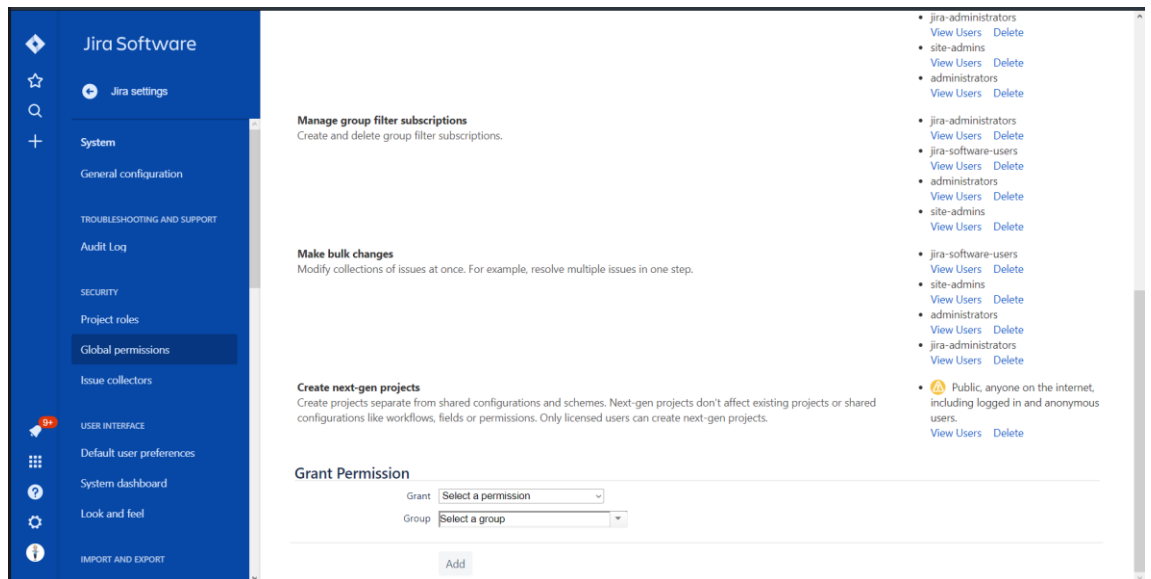 Jira Software
Jira settings
System
General configuration
TROUBLESHOOTING AND SUPPORT
Audit Log
SECURITY
Project roles
Global permissions
Issue collectors
USER INTERFACE
Default user preferences
System dashboard
Look and feel
IMPORT AND EXPORT
9+
jira-administrators
View Users Delete
site-admins
View Users Delete
administrators
View Users Delete
Manage group filter subscriptions
Create and delete group filter subscriptions.
jira-administrators
View Users Delete
jira-software-users
View Users Delete
administrators
View Users Delete
site-admins
View Users Delete
Make bulk changes
Modify collections of issues at once. For example, resolve multiple issues in one step.
jira-software-users
View Users Delete
site-admins
View Users Delete
administrators
View Users Delete
jira-administrators
View Users Delete
Create next-gen projects
Create projects separate from shared configurations and schemes. Next-gen projects don't affect existing projects or shared
configurations like workflows, fields or permissions. Only licensed users can create next-gen projects.
Public, anyone on the internet,
including logged in and anonymous
users.
View Users Delete
Grant Permission
Grant Select a permission
Group Select a group
Add